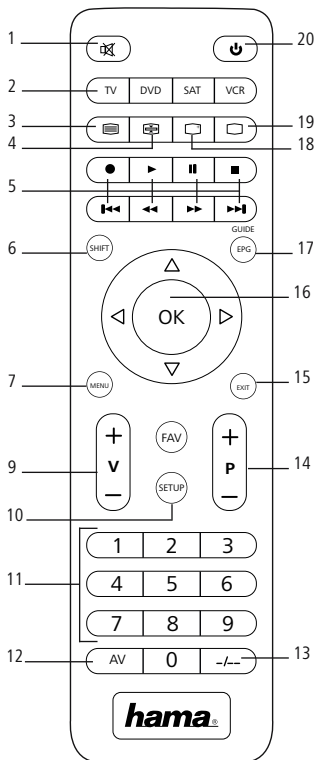 1 20
2 TV DVD SAT VCR
3 19
4 18
5
GUIDE
6 SHIFT EPG 17
16
OK
7 MENU EXIT 15
+ FAV +
9 V P 14
– –
10 SETUP
1 2 3
11 4 5 6
7 8 9
12 AV 0 -/-- 13
hama®